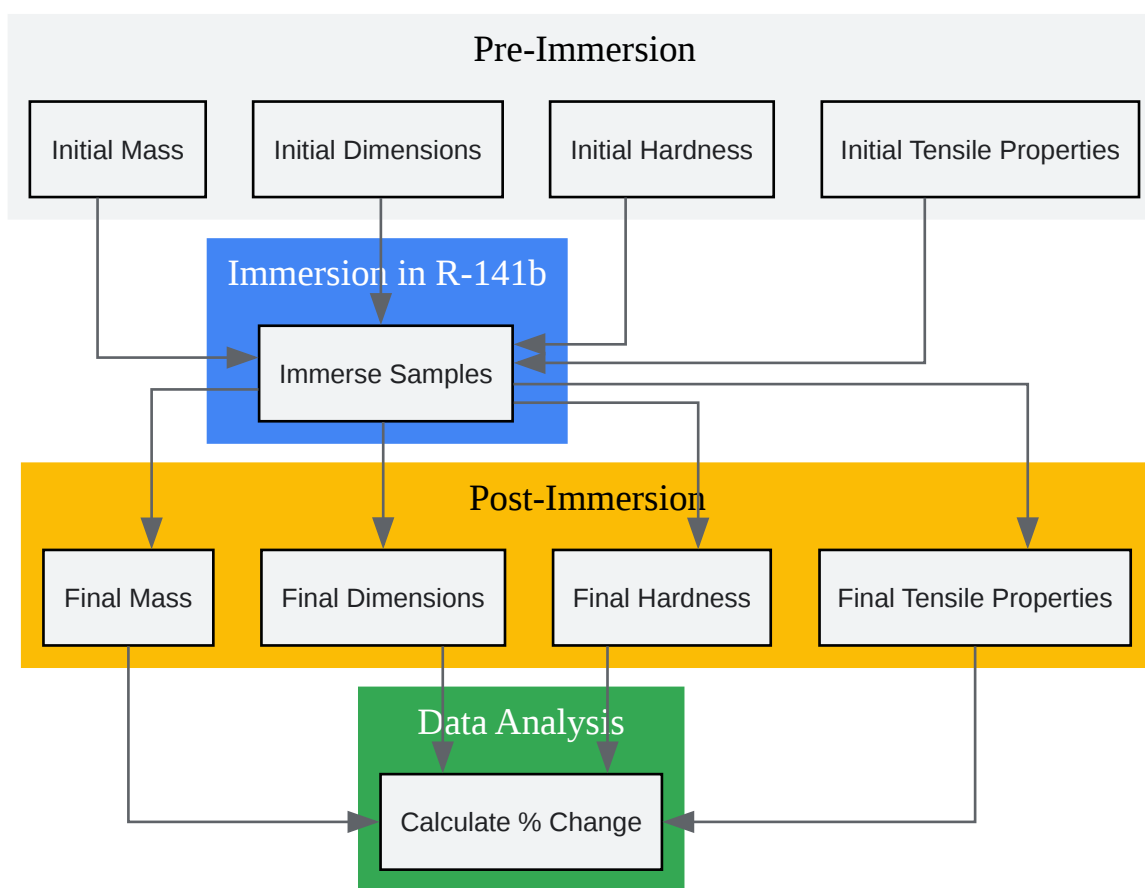 Pre-Immersion
Initial Mass
Initial Dimensions
Initial Hardness
Initial Tensile Properties
Immersion in R-141b
Immerse Samples
Post-Immersion
Final Mass
Final Dimensions
Final Hardness
Final Tensile Properties
Data Analysis
Calculate % Change